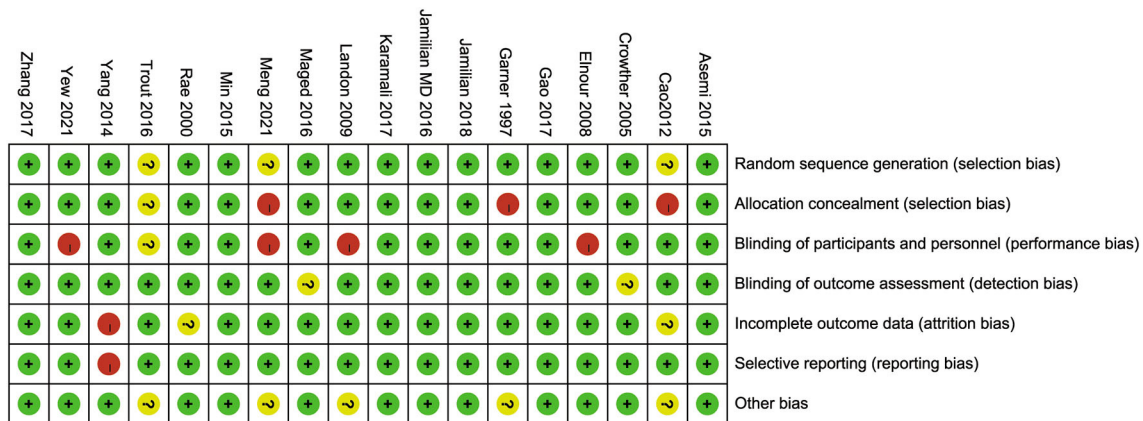 Zhang 2017
Yew 2021
Yang 2014
Trout 2016
Rae 2000
Min 2015
Meng 2021
Maged 2016
Landon 2009
Karamali 2017
Jamilian MD 2016
Jamilian 2018
Garner 1997
Gao 2017
Elnour 2008
Crowther 2005
Cao2012
Asemi 2015
+ + + ? + + ? + + + + + + + + + ? + Random sequence generation (selection bias)
+ + + ? + + – + + + + + – + + + – + Allocation concealment (selection bias)
+ – + ? + + – + – + + + + + – + + + Blinding of participants and personnel (performance bias)
+ + + + + + + ? + + + + + + + ? + + Blinding of outcome assessment (detection bias)
+ + – + ? + + + + + + + + + + + ? + Incomplete outcome data (attrition bias)
+ + – + + + + + + + + + + + + + + + Selective reporting (reporting bias)
+ + + ? + + ? + ? + + + ? + + + ? + Other bias